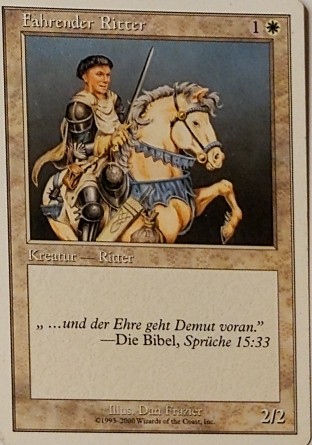 Fahrender Ritter 1
Kreatur — Ritter
„ ...und der Ehre geht Demut voran.”
—Die Bibel, Sprüche 15:33
Illus. Dan Frazier
©1993-2000 Wizards of the Coast, Inc.
2/2